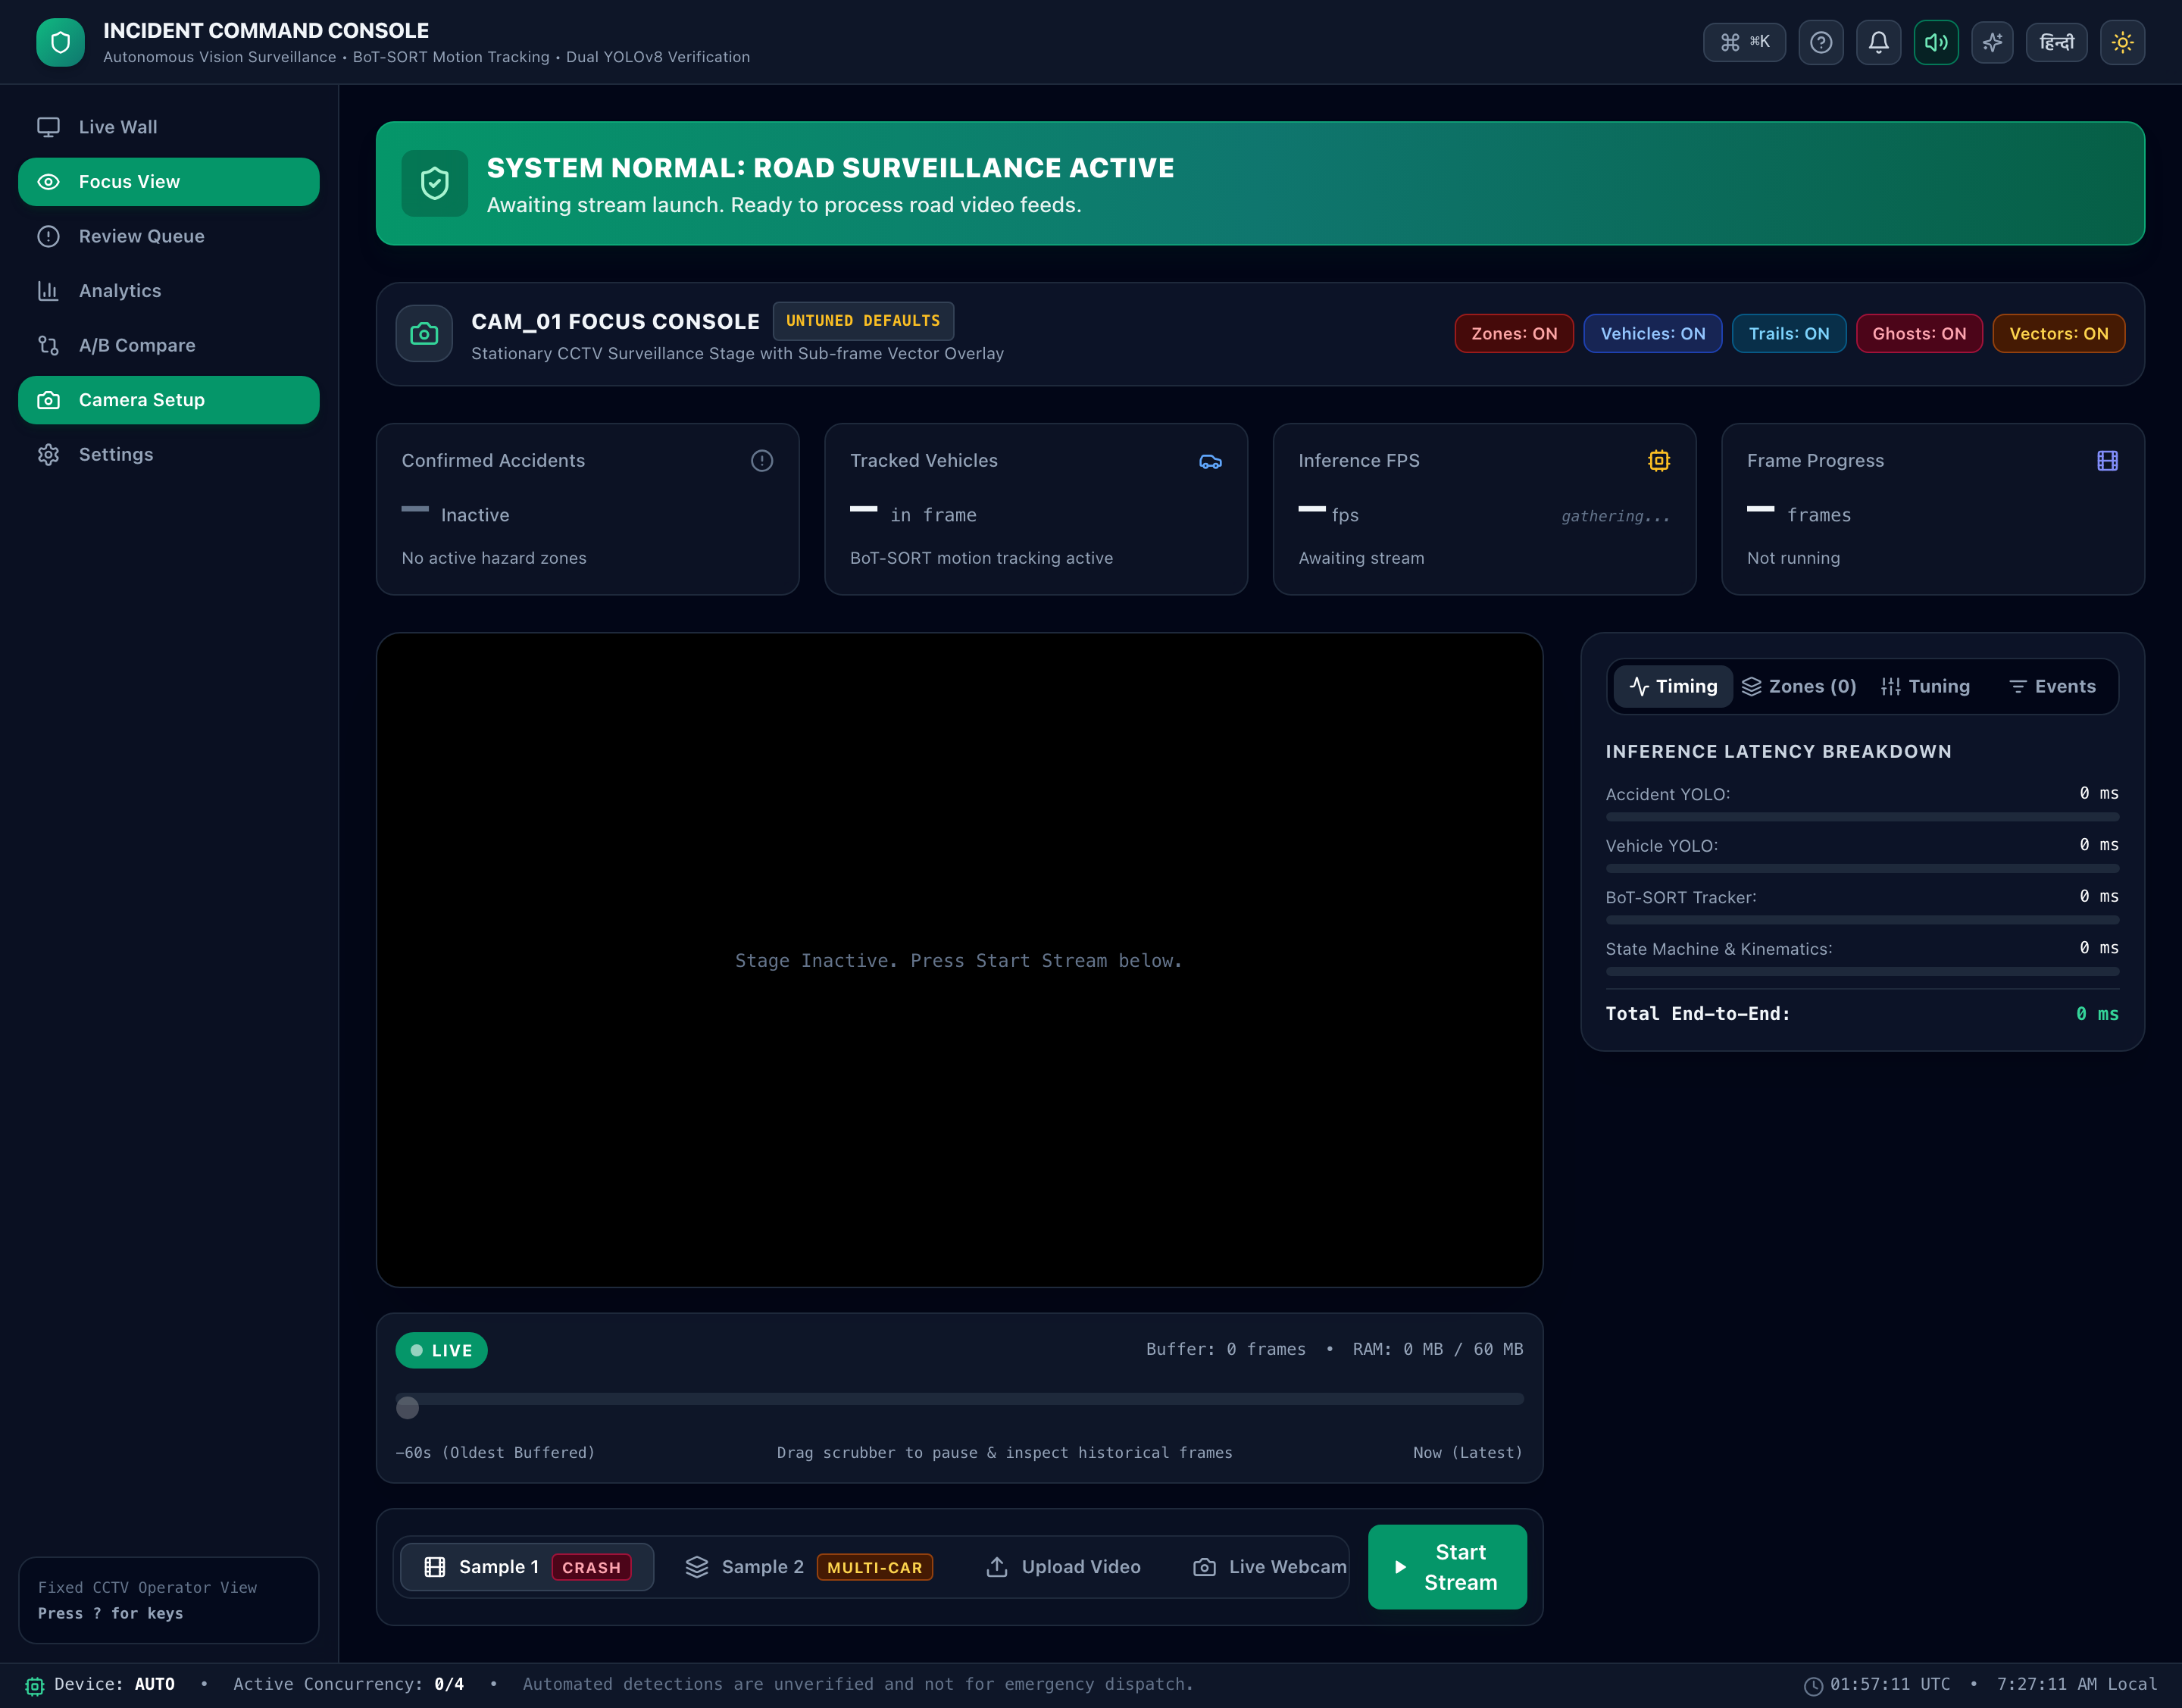 INCIDENT COMMAND CONSOLE
Autonomous Vision Surveillance • BoT-SORT Motion Tracking • Dual YOLOv8 Verification
⌘ ⌘K
हिन्दी
Live Wall
Focus View
Review Queue
Analytics
A/B Compare
Camera Setup
Settings
Fixed CCTV Operator View
Press ? for keys
SYSTEM NORMAL: ROAD SURVEILLANCE ACTIVE
Awaiting stream launch. Ready to process road video feeds.
CAM_01 FOCUS CONSOLE UNTUNED DEFAULTS
Stationary CCTV Surveillance Stage with Sub-frame Vector Overlay
Zones: ON Vehicles: ON Trails: ON Ghosts: ON Vectors: ON
Confirmed Accidents
— Inactive
No active hazard zones
Tracked Vehicles
— in frame
BoT-SORT motion tracking active
Inference FPS
— fps gathering...
Awaiting stream
Frame Progress
— frames
Not running
Stage Inactive. Press Start Stream below.
LIVE
Buffer: 0 frames • RAM: 0 MB / 60 MB
-60s (Oldest Buffered) Drag scrubber to pause & inspect historical frames Now (Latest)
Sample 1 CRASH Sample 2 MULTI-CAR Upload Video Live Webcam
Start
Stream
Timing Zones (0) Tuning Events
INFERENCE LATENCY BREAKDOWN
Accident YOLO: 0 ms
Vehicle YOLO: 0 ms
BoT-SORT Tracker: 0 ms
State Machine & Kinematics: 0 ms
Total End-to-End: 0 ms
Device: AUTO • Active Concurrency: 0/4 • Automated detections are unverified and not for emergency dispatch.
01:57:11 UTC • 7:27:11 AM Local